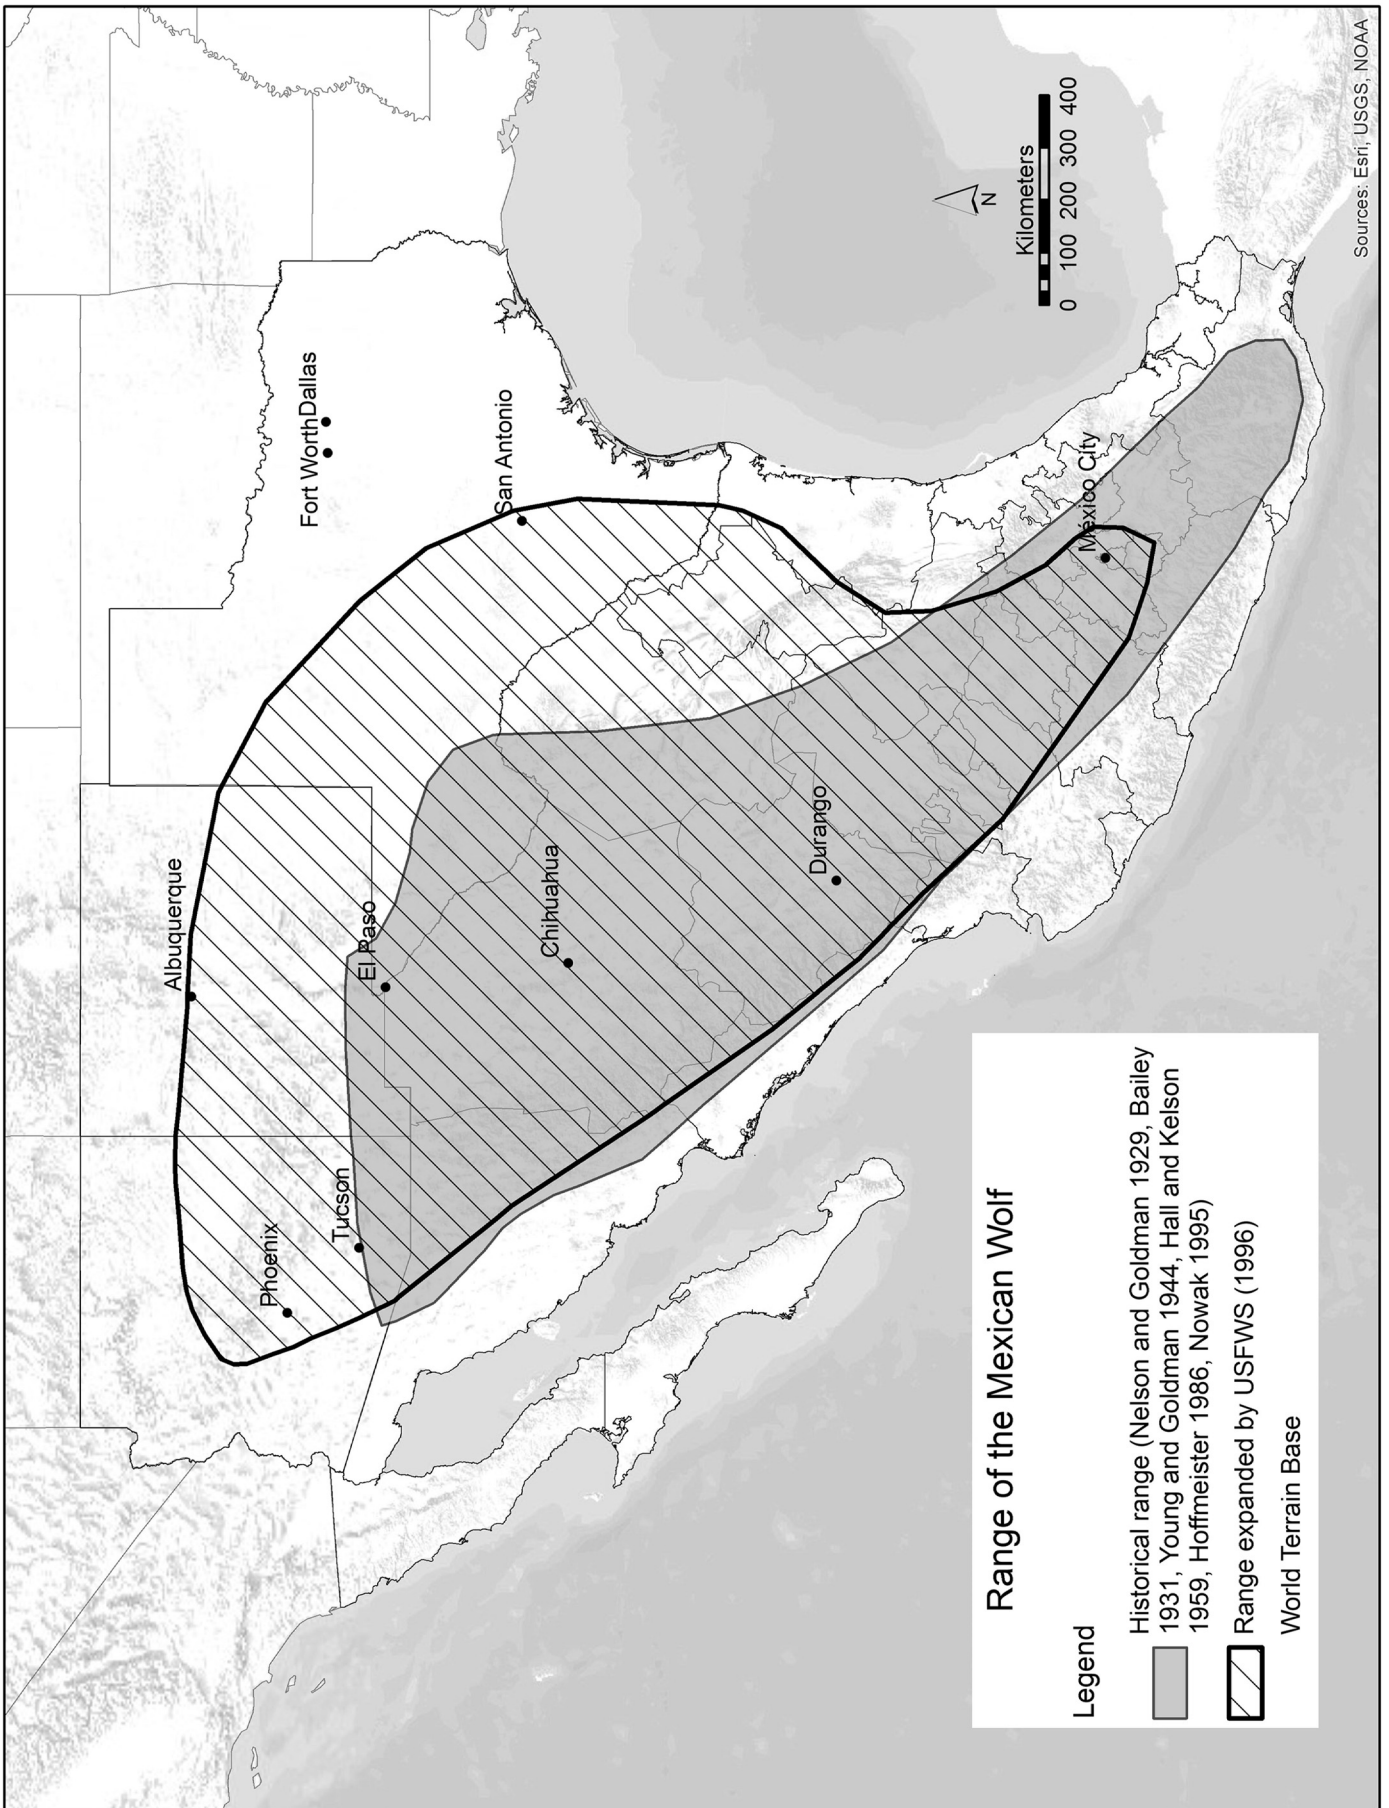 Albuquerque
Phoenix
Tucson
El Paso
Fort Worth
Dallas
San Antonio
Chihuahua
Durango
México City
N
Kilometers
0 100 200 300 400
Range of the Mexican Wolf
Legend
Historical range (Nelson and Goldman 1929, Bailey
1931, Young and Goldman 1944, Hall and Kelson
1959, Hoffmeister 1986, Nowak 1995)
Range expanded by USFWS (1996)
World Terrain Base
Sources: Esri, USGS, NOAA